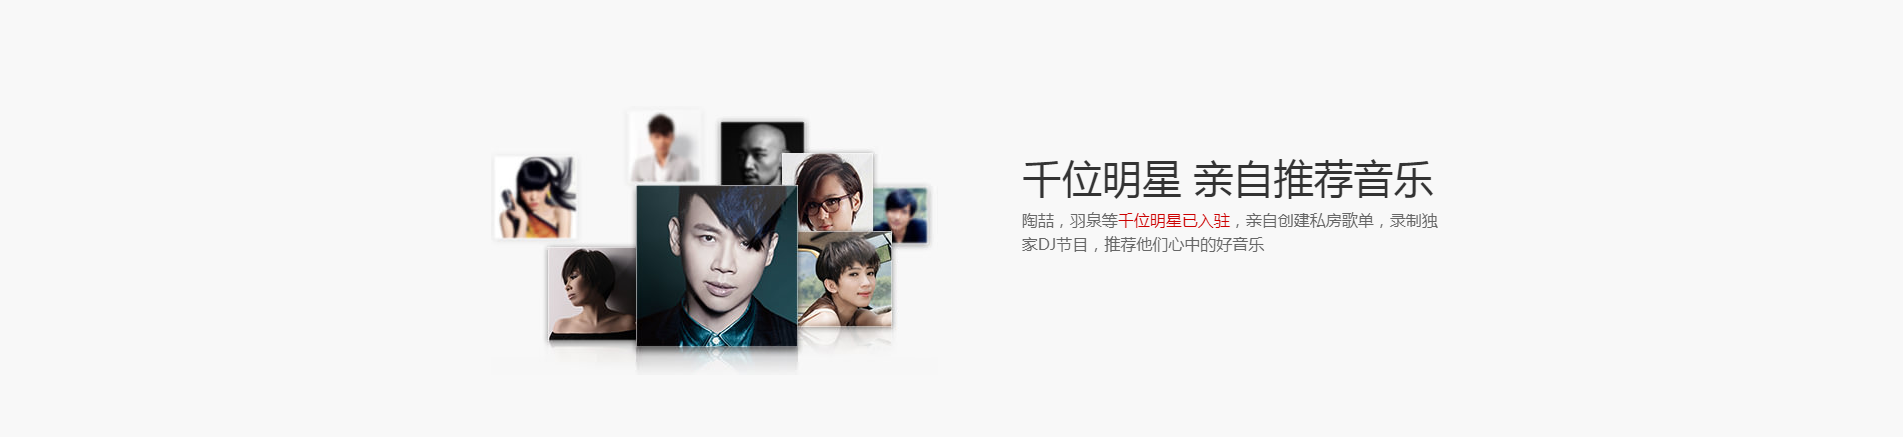 千位明星 亲自推荐音乐
陶喆，羽泉等千位明星已入驻，亲自创建私房歌单，录制独
家DJ节目，推荐他们心中的好音乐